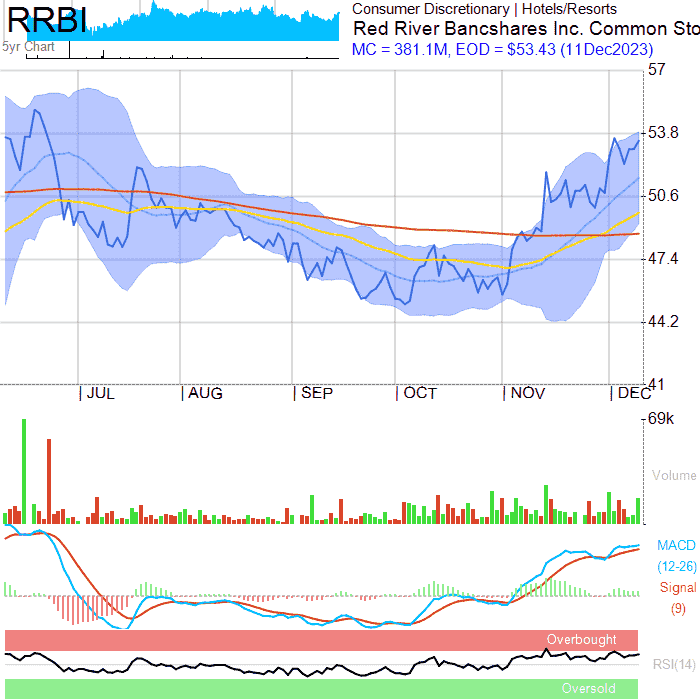 RRBI
5yr Chart
Consumer Discretionary | Hotels/Resorts
Red River Bancshares Inc. Common Sto
MC = 381.1M, EOD = $53.43 (11Dec2023)
57
53.8
50.6
47.4
44.2
41
JUL AUG SEP OCT NOV DEC
69k
Volume
MACD
(12-26)
Signal
(9)
Overbought
RSI(14)
Oversold